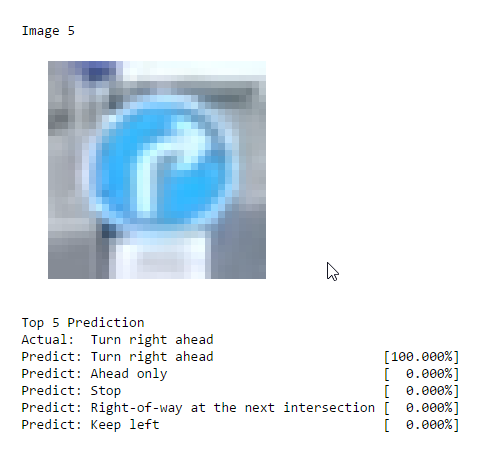 Image 5
Top 5 Prediction
Actual:  Turn right ahead
Predict: Turn right ahead                      [100.000%]
Predict: Ahead only                            [  0.000%]
Predict: Stop                                  [  0.000%]
Predict: Right-of-way at the next intersection [  0.000%]
Predict: Keep left                             [  0.000%]